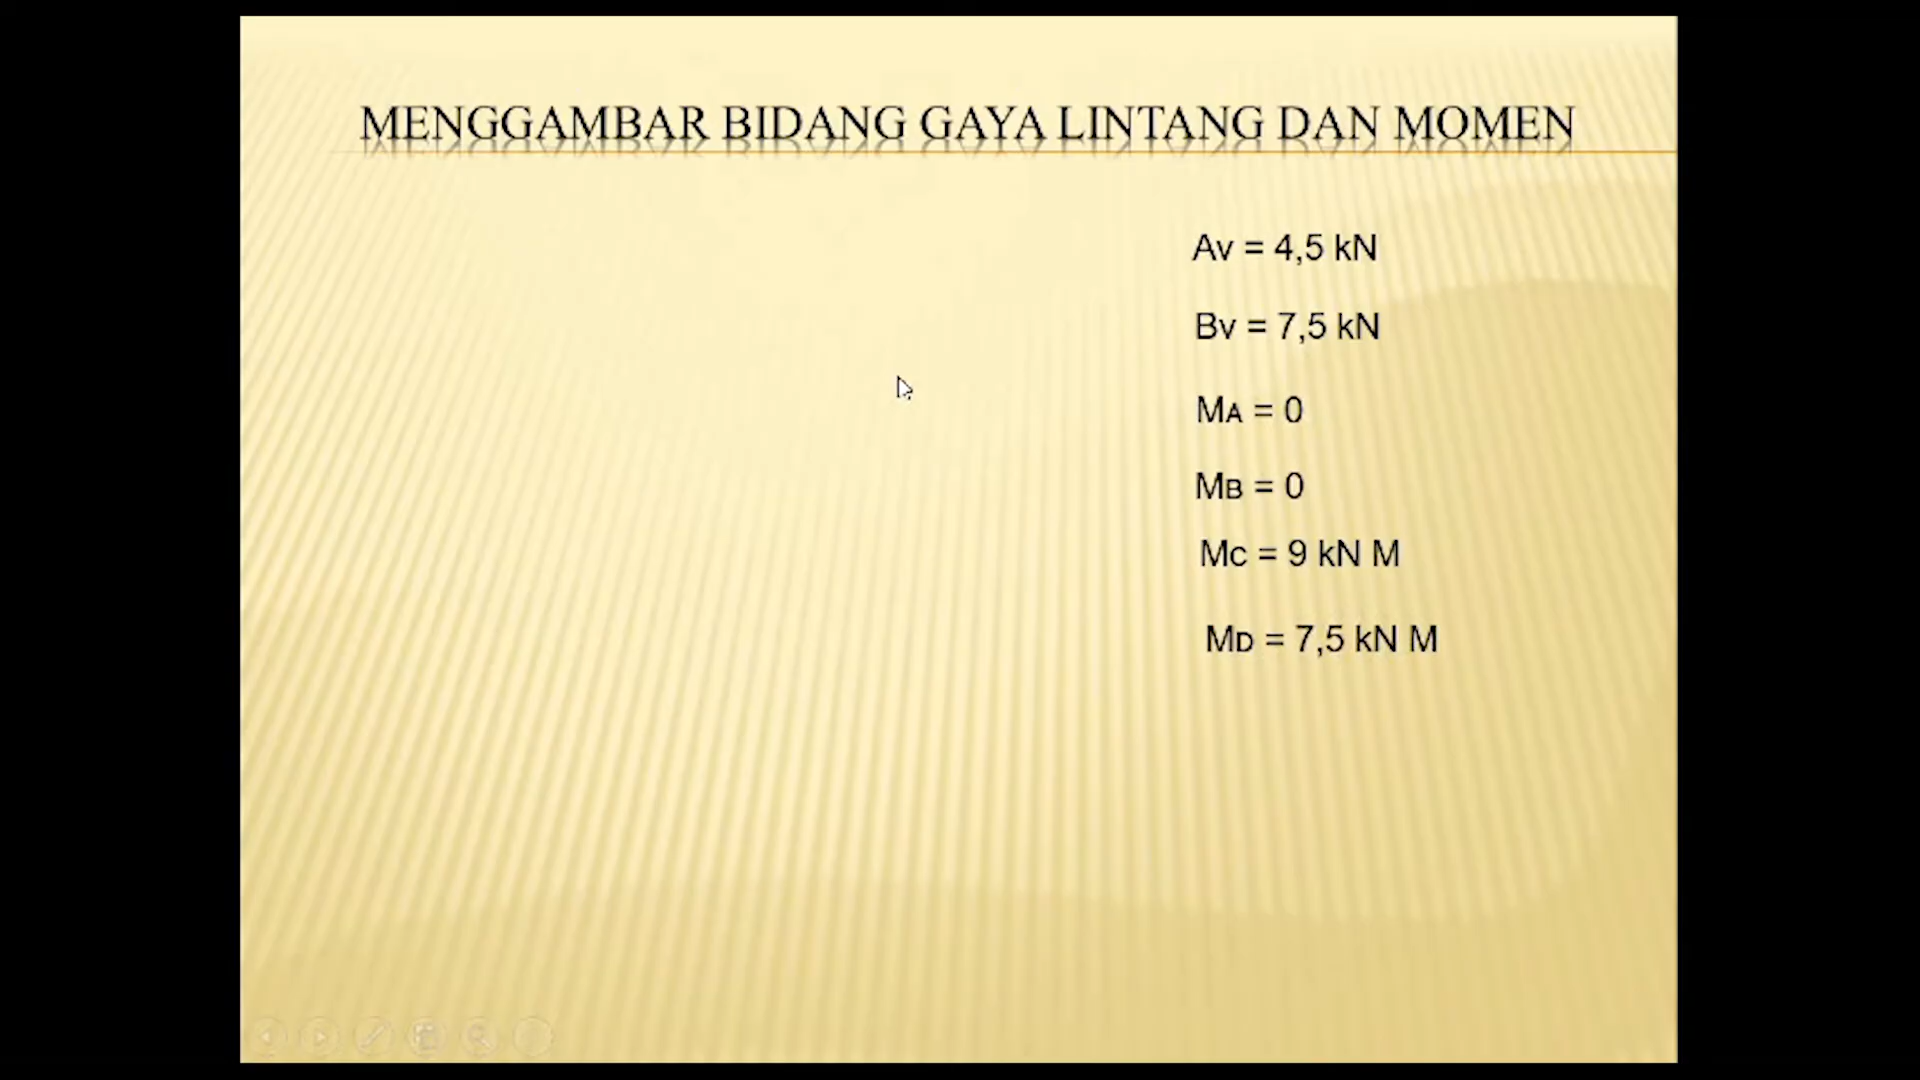 MENGGAMBAR BIDANG GAYA LINTANG DAN MOMEN
Av = 4,5 kN
Bv = 7,5 kN
MA = 0
MB = 0
Mc = 9 kN M
MD = 7,5 kN M